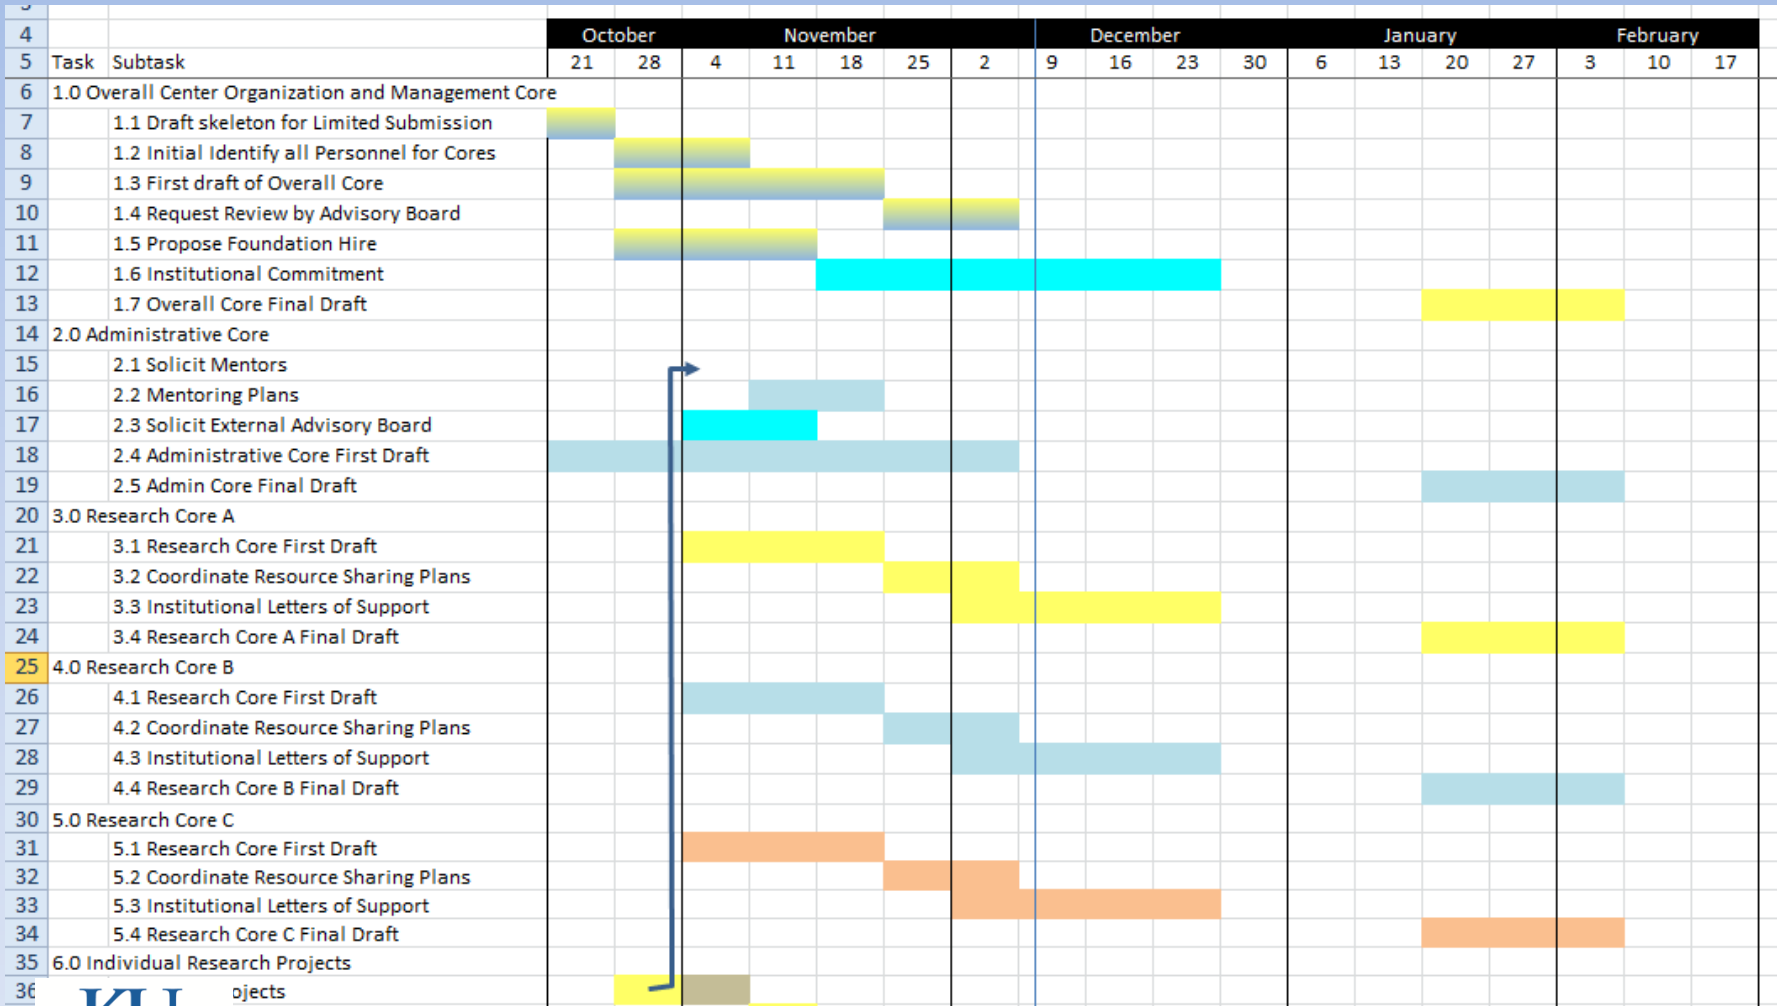 4 October November December January February
5 Task Subtask 21 28 4 11 18 25 2 9 16 23 30 6 13 20 27 3 10 17
6 1.0 Overall Center Organization and Management Core
7 1.1 Draft skeleton for Limited Submission
8 1.2 Initial Identify all Personnel for Cores
9 1.3 First draft of Overall Core
10 1.4 Request Review by Advisory Board
11 1.5 Propose Foundation Hire
12 1.6 Institutional Commitment
13 1.7 Overall Core Final Draft
14 2.0 Administrative Core
15 2.1 Solicit Mentors
16 2.2 Mentoring Plans
17 2.3 Solicit External Advisory Board
18 2.4 Administrative Core First Draft
19 2.5 Admin Core Final Draft
20 3.0 Research Core A
21 3.1 Research Core First Draft
22 3.2 Coordinate Resource Sharing Plans
23 3.3 Institutional Letters of Support
24 3.4 Research Core A Final Draft
25 4.0 Research Core B
26 4.1 Research Core First Draft
27 4.2 Coordinate Resource Sharing Plans
28 4.3 Institutional Letters of Support
29 4.4 Research Core B Final Draft
30 5.0 Research Core C
31 5.1 Research Core First Draft
32 5.2 Coordinate Resource Sharing Plans
33 5.3 Institutional Letters of Support
34 5.4 Research Core C Final Draft
35 6.0 Individual Research Projects
36 ojects